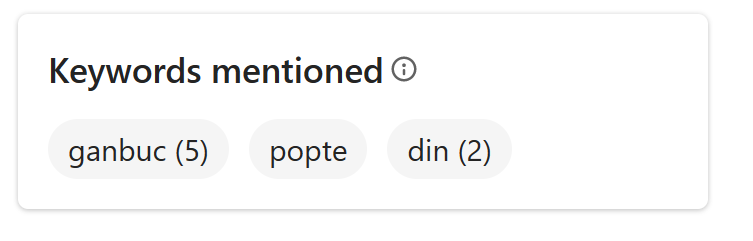 Keywords mentioned
ganbuc (5) popte din (2)